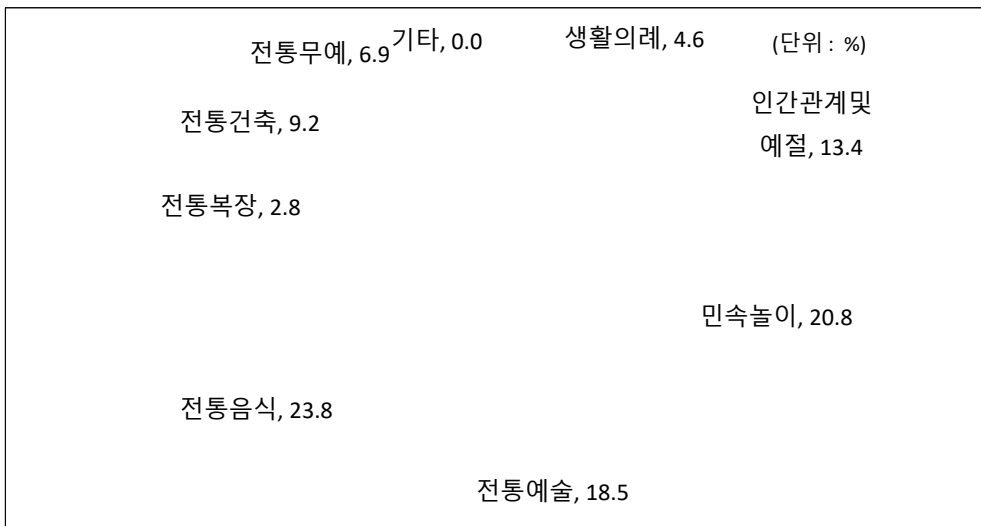 전통무예, 6.9
기타, 0.0
생활의례, 4.6
(단위 : %)
인간관계및
예절, 13.4
전통건축, 9.2
전통복장, 2.8
민속놀이, 20.8
전통음식, 23.8
전통예술, 18.5